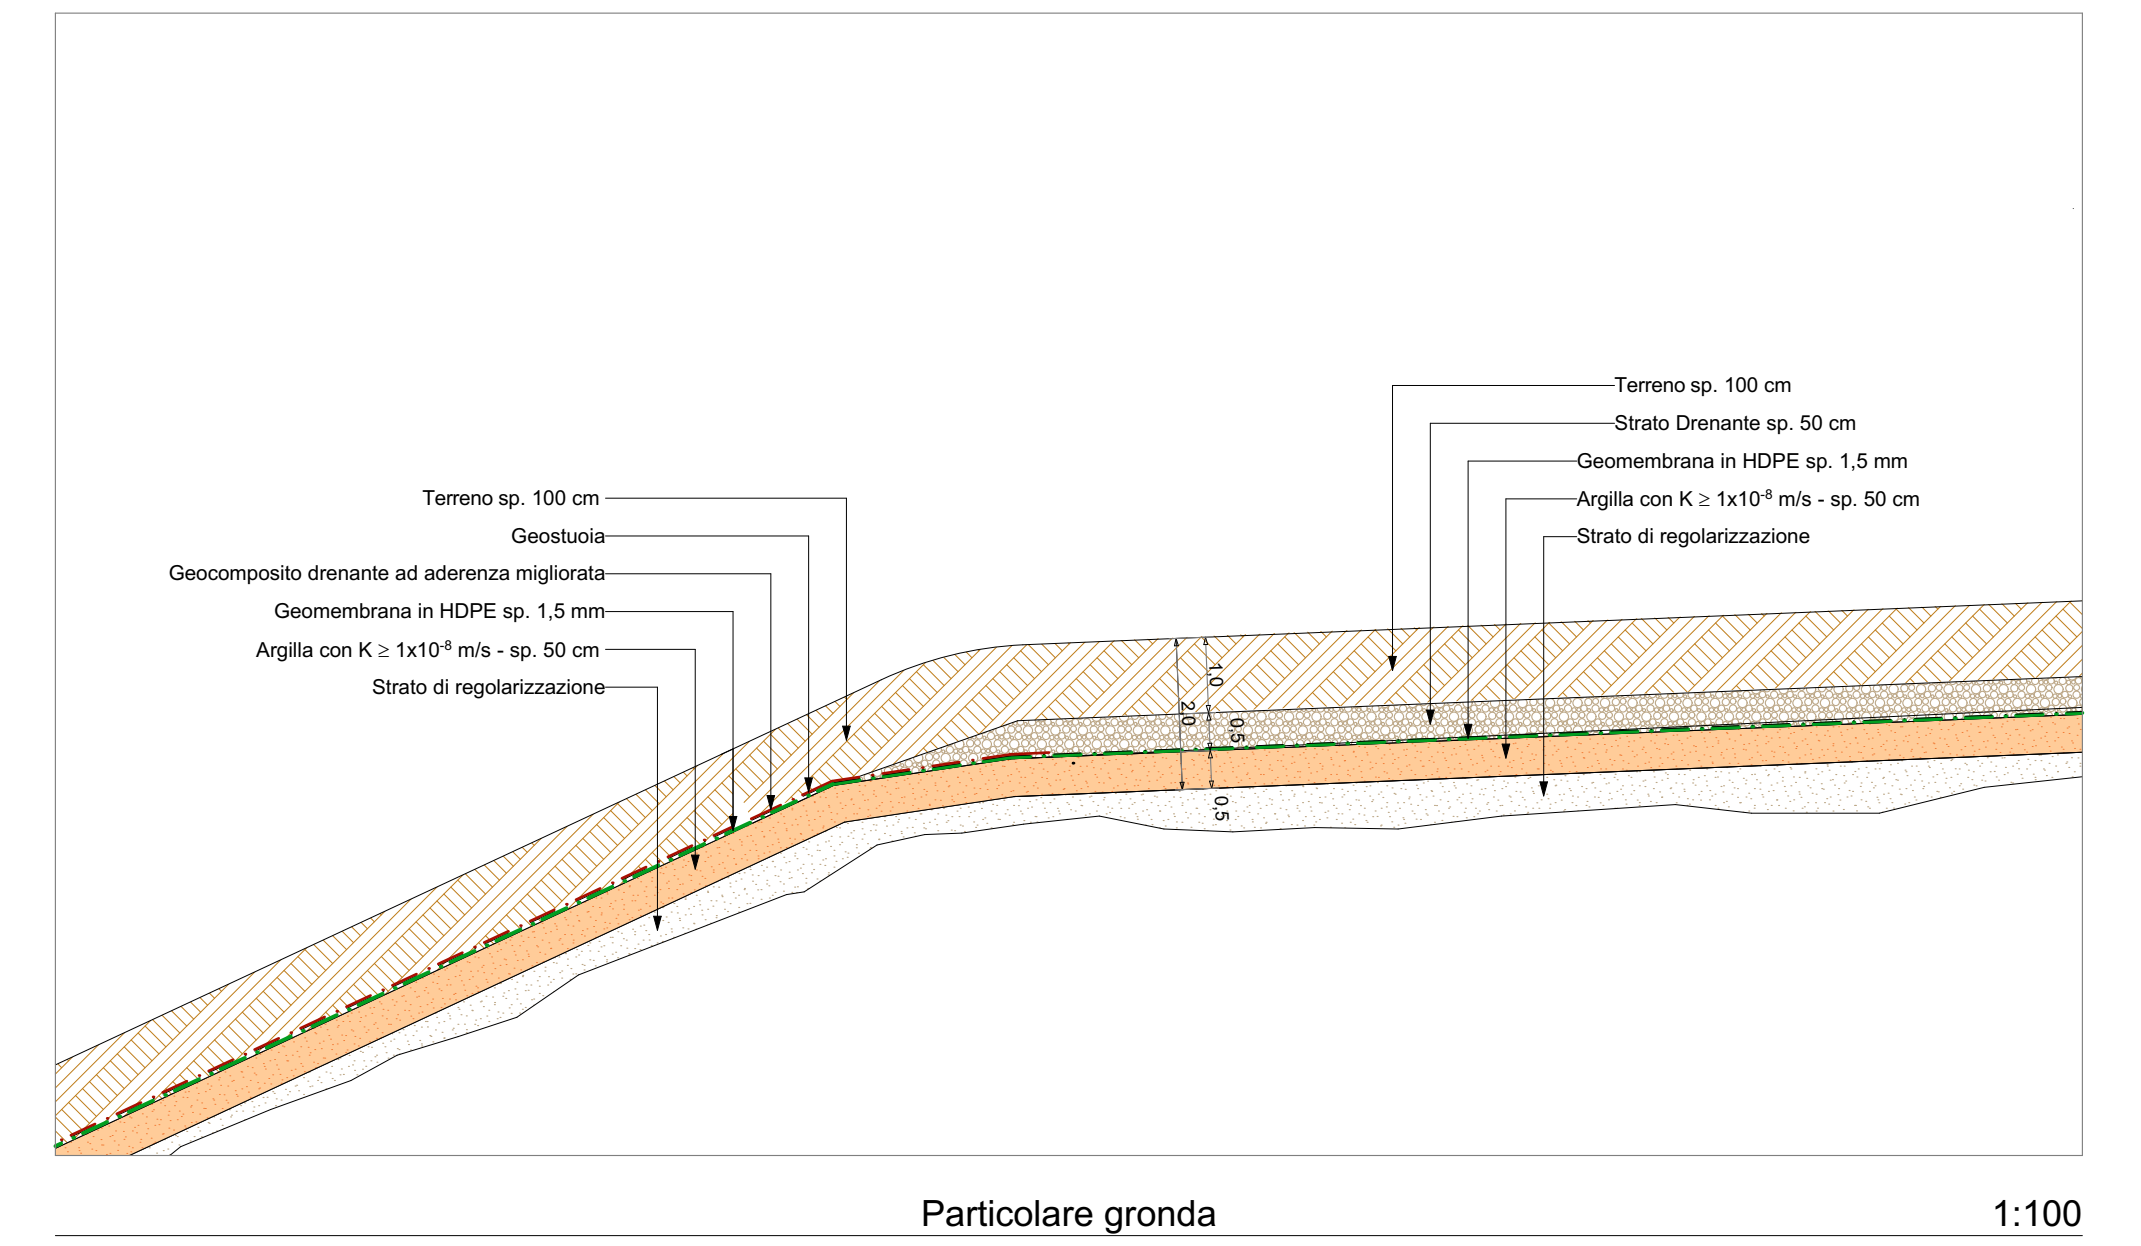 Terreno sp. 100 cm
Strato Drenante sp. 50 cm
Geomembrana in HDPE sp. 1,5 mm
Argilla con K ≥ 1x10⁻⁸ m/s - sp. 50 cm
Strato di regolarizzazione
Terreno sp. 100 cm
Geostuoia
Geocomposito drenante ad aderenza migliorata
Geomembrana in HDPE sp. 1,5 mm
Argilla con K ≥ 1x10⁻⁸ m/s - sp. 50 cm
Strato di regolarizzazione
1,0
2,0
0,5
0,5
Particolare gronda
1:100